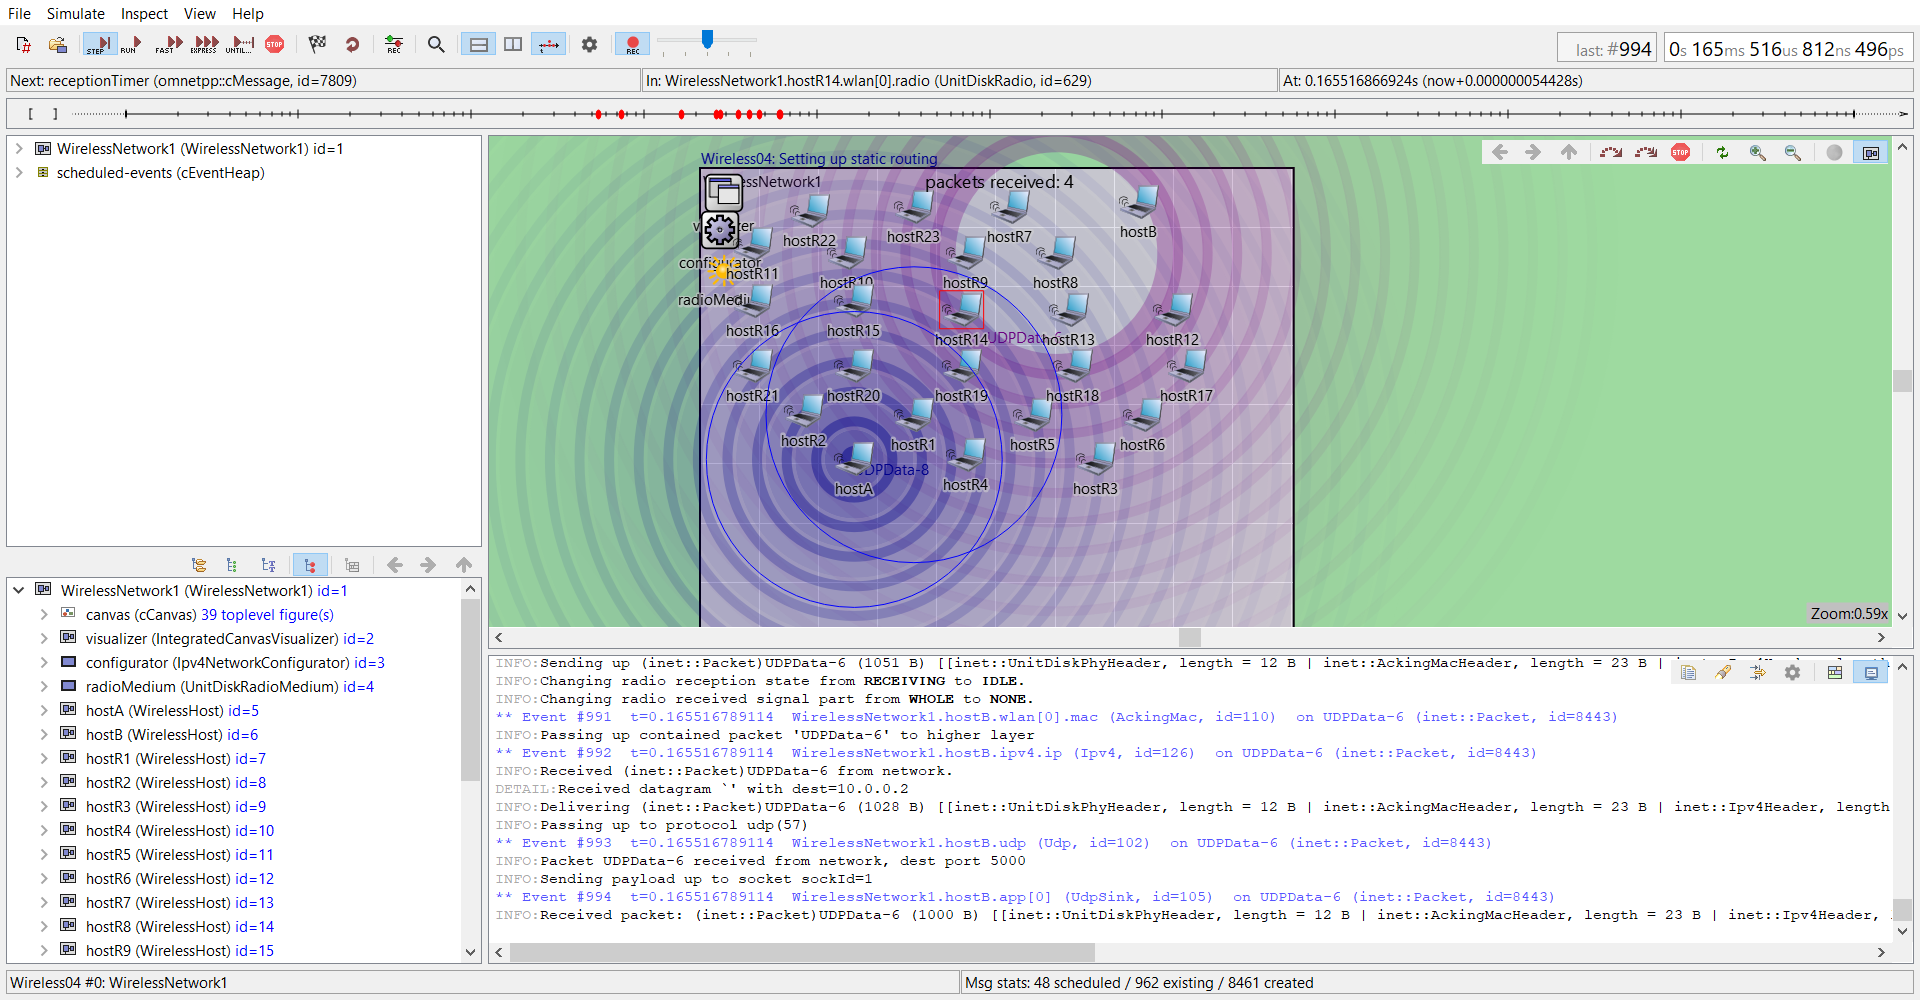 File Simulate Inspect View Help
STEP RUN FAST EXPRESS UNTIL... STOP REC REC last: #994 0s 165ms 516us 812ns 496ps
Next: receptionTimer (omnetpp::cMessage, id=7809) In: WirelessNetwork1.hostR14.wlan[0].radio (UnitDiskRadio, id=629) At: 0.165516866924s (now+0.000000054428s)
[ ]
WirelessNetwork1 (WirelessNetwork1) id=1
scheduled-events (cEventHeap)
WirelessNetwork1 (WirelessNetwork1) id=1
canvas (cCanvas) 39 toplevel figure(s)
visualizer (IntegratedCanvasVisualizer) id=2
configurator (Ipv4NetworkConfigurator) id=3
radioMedium (UnitDiskRadioMedium) id=4
hostA (WirelessHost) id=5
hostB (WirelessHost) id=6
hostR1 (WirelessHost) id=7
hostR2 (WirelessHost) id=8
hostR3 (WirelessHost) id=9
hostR4 (WirelessHost) id=10
hostR5 (WirelessHost) id=11
hostR6 (WirelessHost) id=12
hostR7 (WirelessHost) id=13
hostR8 (WirelessHost) id=14
hostR9 (WirelessHost) id=15
Wireless04: Setting up static routing
STOP
packets received: 4
hostR22 hostR23 hostR7 hostB
configurator hostR11 hostR10 hostR9 hostR8
hostR16 hostR15 hostR14 hostR13 hostR12
hostR21 hostR20 hostR19 hostR18 hostR17
hostR2 hostR1 hostR5 hostR6
hostA hostR4 hostR3
Zoom:0.59x
INFO:Sending up (inet::Packet)UDPData-6 (1051 B) [[inet::UnitDiskPhyHeader, length = 12 B | inet::AckingMacHeader, length = 23 B |
INFO:Changing radio reception state from RECEIVING to IDLE.
INFO:Changing radio received signal part from WHOLE to NONE.
** Event #991 t=0.165516789114 WirelessNetwork1.hostB.wlan[0].mac (AckingMac, id=110) on UDPData-6 (inet::Packet, id=8443)
INFO:Passing up contained packet 'UDPData-6' to higher layer
** Event #992 t=0.165516789114 WirelessNetwork1.hostB.ipv4.ip (Ipv4, id=126) on UDPData-6 (inet::Packet, id=8443)
INFO:Received (inet::Packet)UDPData-6 from network.
DETAIL:Received datagram `' with dest=10.0.0.2
INFO:Delivering (inet::Packet)UDPData-6 (1028 B) [[inet::UnitDiskPhyHeader, length = 12 B | inet::AckingMacHeader, length = 23 B | inet::Ipv4Header, length
INFO:Passing up to protocol udp(57)
** Event #993 t=0.165516789114 WirelessNetwork1.hostB.udp (Udp, id=102) on UDPData-6 (inet::Packet, id=8443)
INFO:Packet UDPData-6 received from network, dest port 5000
INFO:Sending payload up to socket sockId=1
** Event #994 t=0.165516789114 WirelessNetwork1.hostB.app[0] (UdpSink, id=105) on UDPData-6 (inet::Packet, id=8443)
INFO:Received packet: (inet::Packet)UDPData-6 (1000 B) [[inet::UnitDiskPhyHeader, length = 12 B | inet::AckingMacHeader, length = 23 B | inet::Ipv4Header,
Wireless04 #0: WirelessNetwork1 Msg stats: 48 scheduled / 962 existing / 8461 created